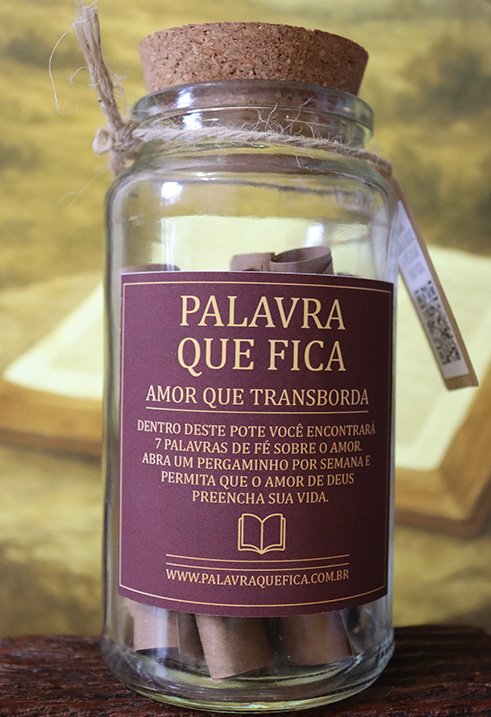 PALAVRA
QUE FICA
AMOR QUE TRANSBORDA
DENTRO DESTE POTE VOCÊ ENCONTRARÁ
7 PALAVRAS DE FÉ SOBRE O AMOR.
ABRA UM PERGAMINHO POR SEMANA E
PERMITA QUE O AMOR DE DEUS
PREENCHA SUA VIDA.
WWW.PALAVRAQUEFICA.COM.BR